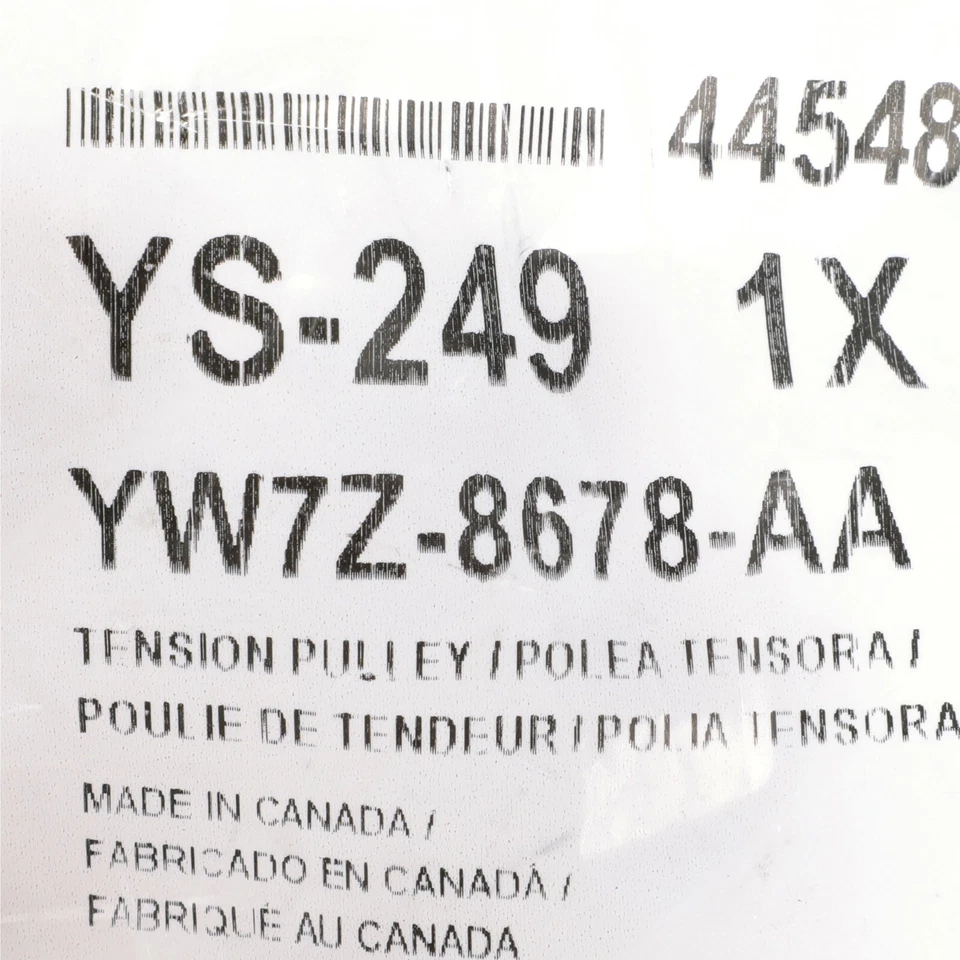 44548
YS-249 1X
YW7Z-8678-AA
TENSION PULLEY / POLEA TENSORA /
POULIE DE TENDEUR / POLIA TENSORA
MADE IN CANADA /
FABRICADO EN CANADÁ /
FABRIQUÉ AU CANADA